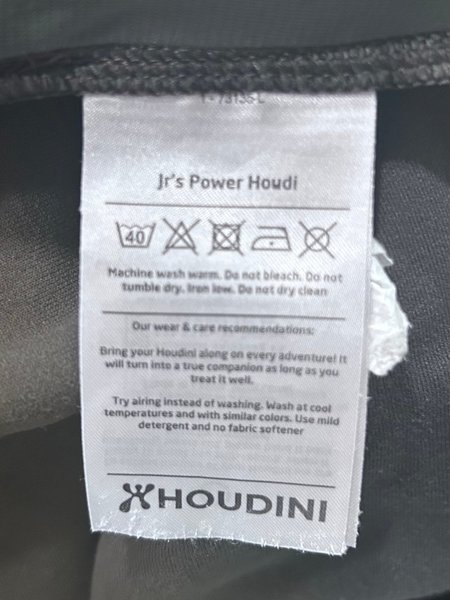 Jr's Power Houdi
40
Machine wash warm. Do not bleach. Do not
tumble dry. Iron low. Do not dry clean
Our wear & care recommendations:
Bring your Houdini along on every adventure! It
will turn into a true companion as long as you
treat it well.
Try airing instead of washing. Wash at cool
temperatures and with similar colors. Use mild
detergent and no fabric softener
HOUDINI